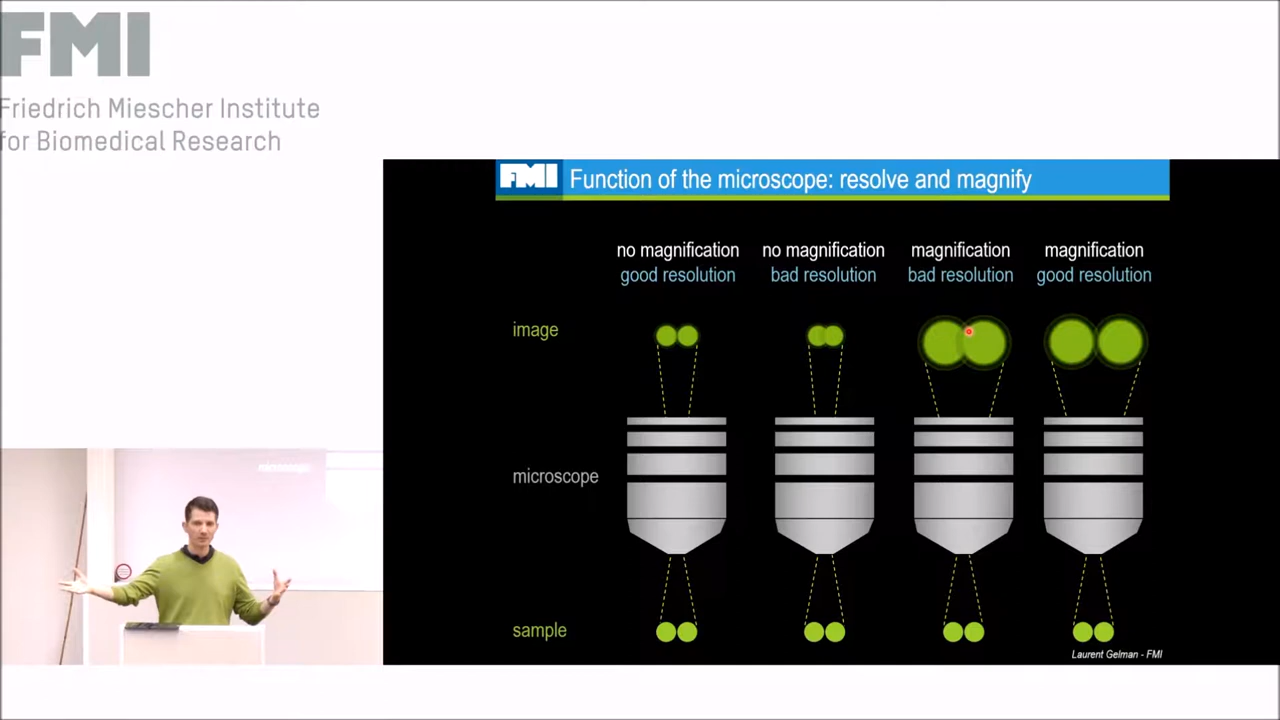 FMI
Friedrich Miescher Institute
for Biomedical Research
FMI Function of the microscope: resolve and magnify
no magnification no magnification magnification magnification
good resolution bad resolution bad resolution good resolution
image
microscope
sample
Laurent Gelman - FMI